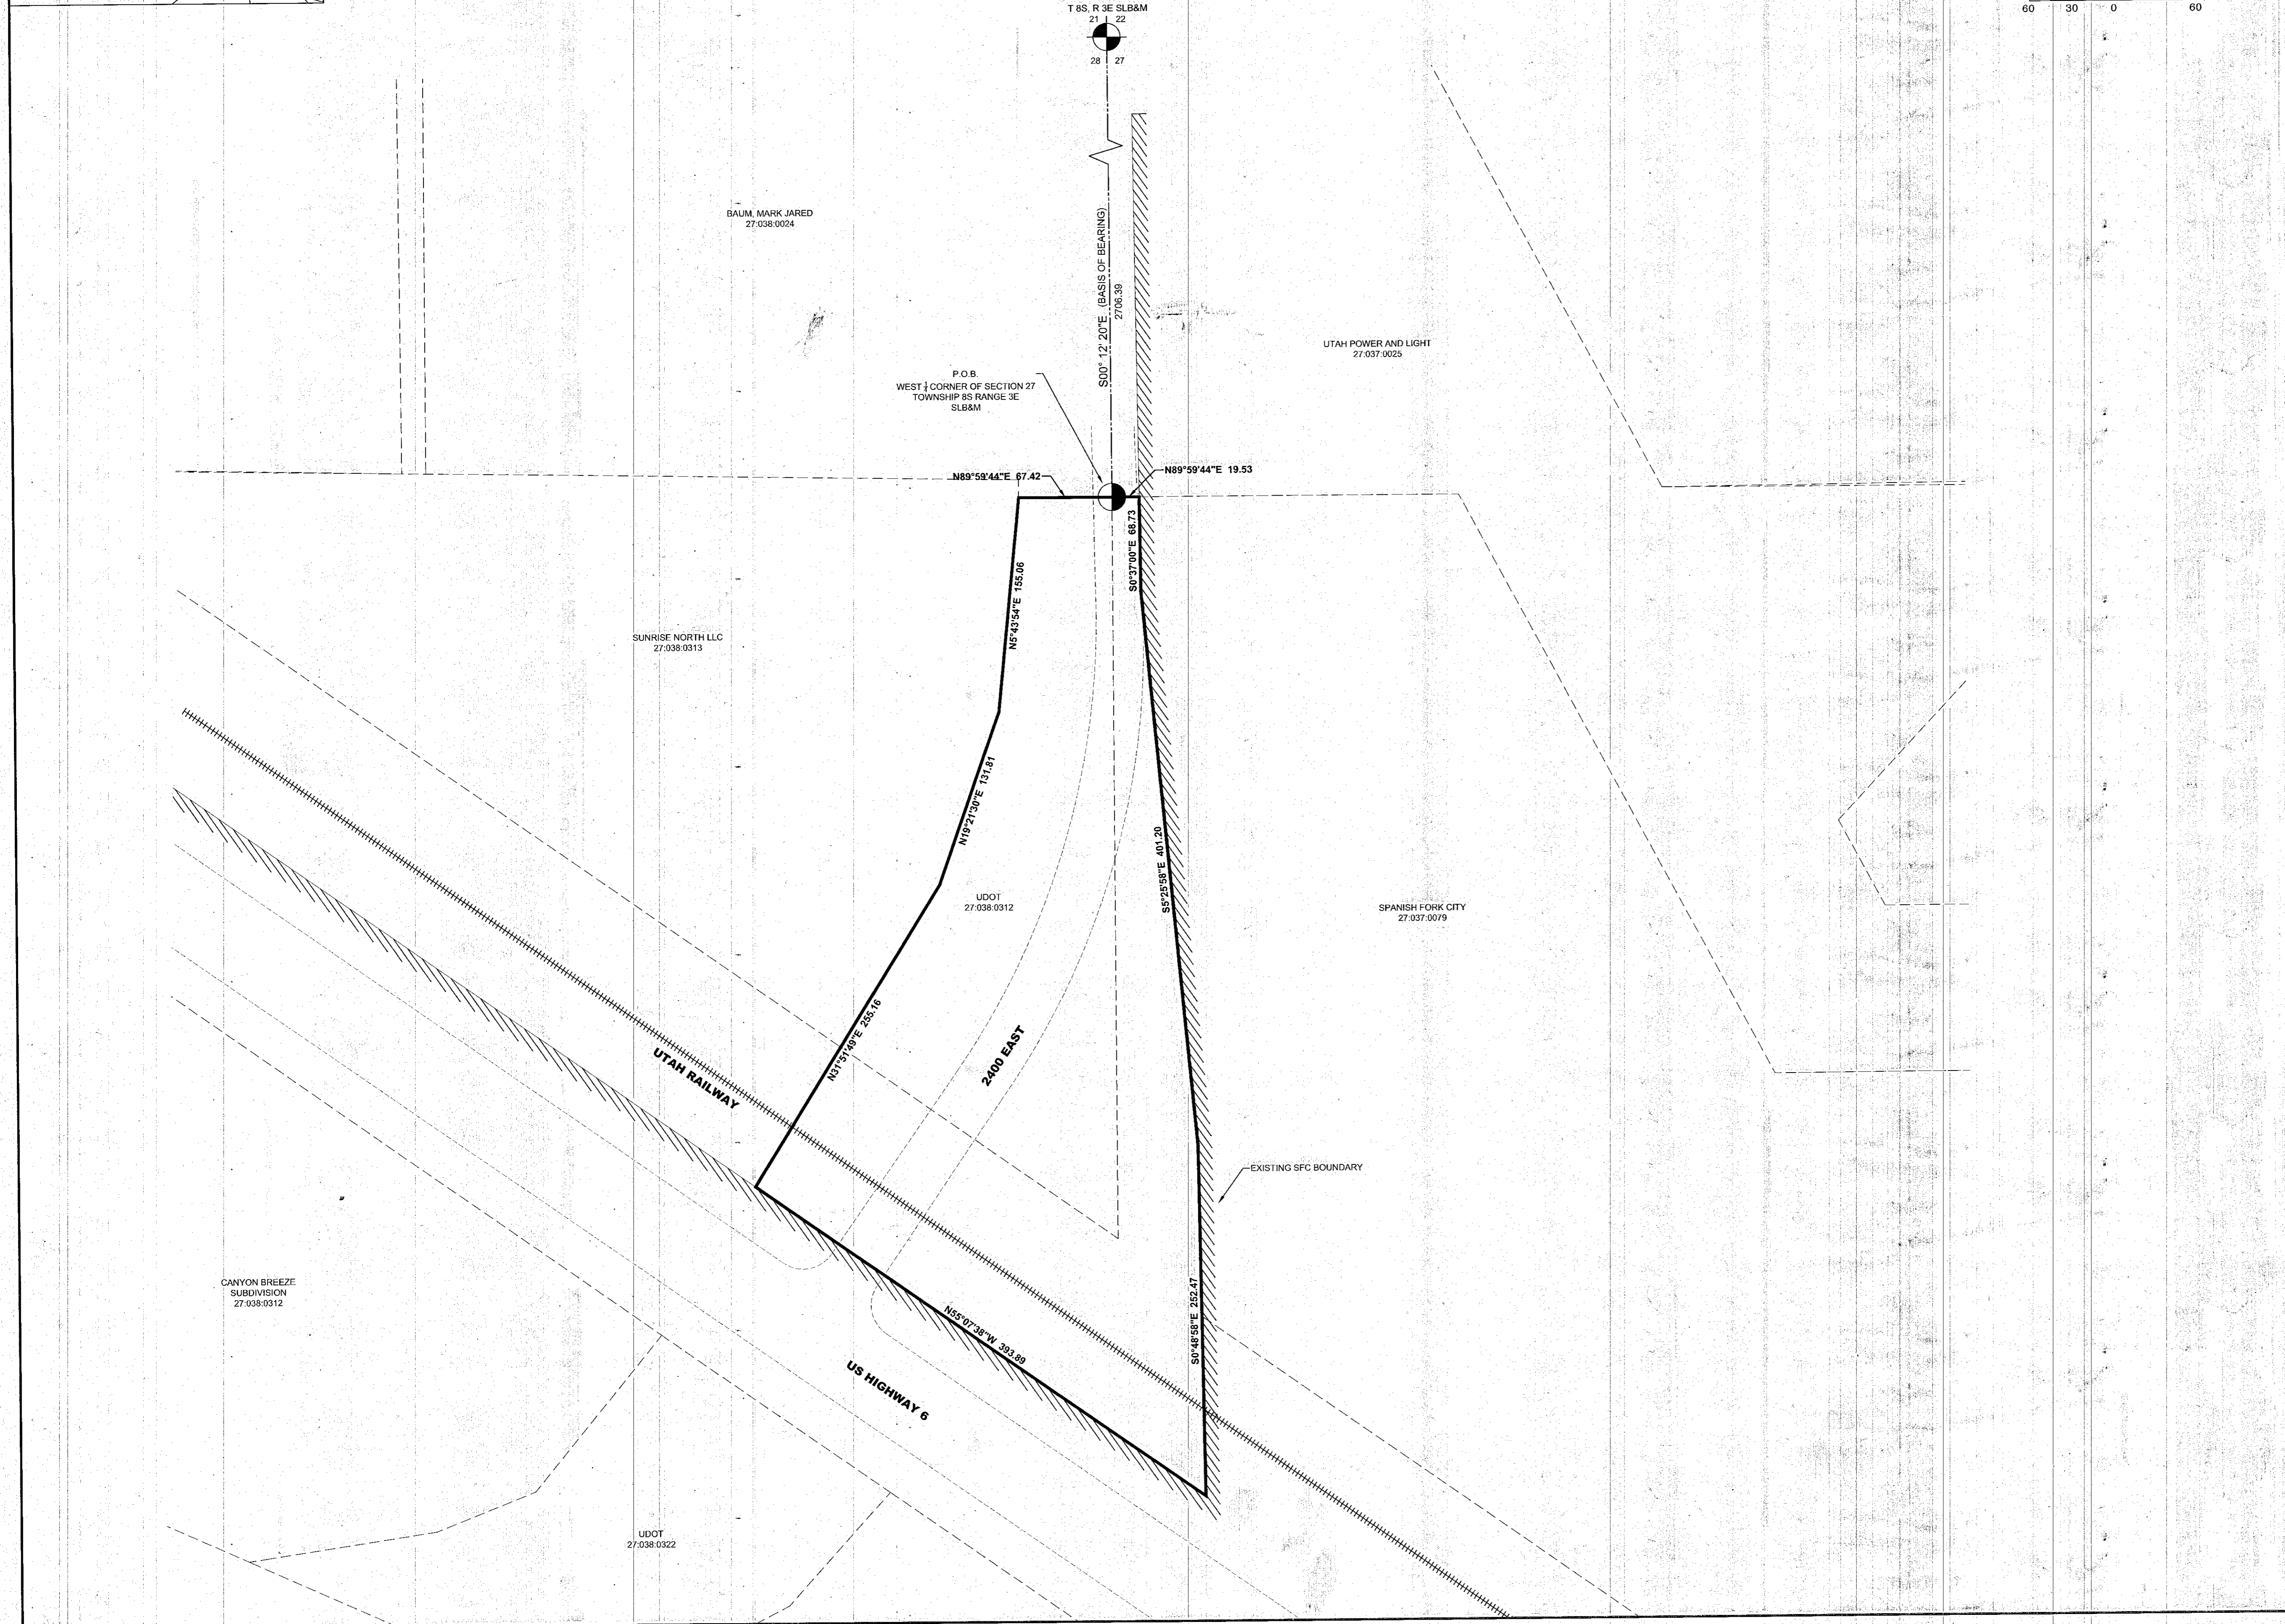 T 8S, R 3E SLB&M
21 22
28 27
60 30 0 60
BAUM, MARK JARED
27:038:0024
S00° 12' 20"E (BASIS OF BEARING)
2706.39
UTAH POWER AND LIGHT
27:037:0025
P.O.B.
WEST 1/4 CORNER OF SECTION 27
TOWNSHIP 8S RANGE 3E
SLB&M
N89°59'44"E 67.42
N89°59'44"E 19.53
S0°37'00"E 68.73
N5°43'54"E 155.06
SUNRISE NORTH LLC
27:038:0313
N19°21'30"E 131.81
S5°25'58"E 401.20
UDOT
27:038:0312
SPANISH FORK CITY
27:037:0079
N31°51'49"E 255.16
2400 EAST
UTAH RAILWAY
EXISTING SFC BOUNDARY
CANYON BREEZE
SUBDIVISION
27:038:0312
S0°48'58"E 252.47
N55°07'38"W 393.89
US HIGHWAY 6
UDOT
27:038:0322